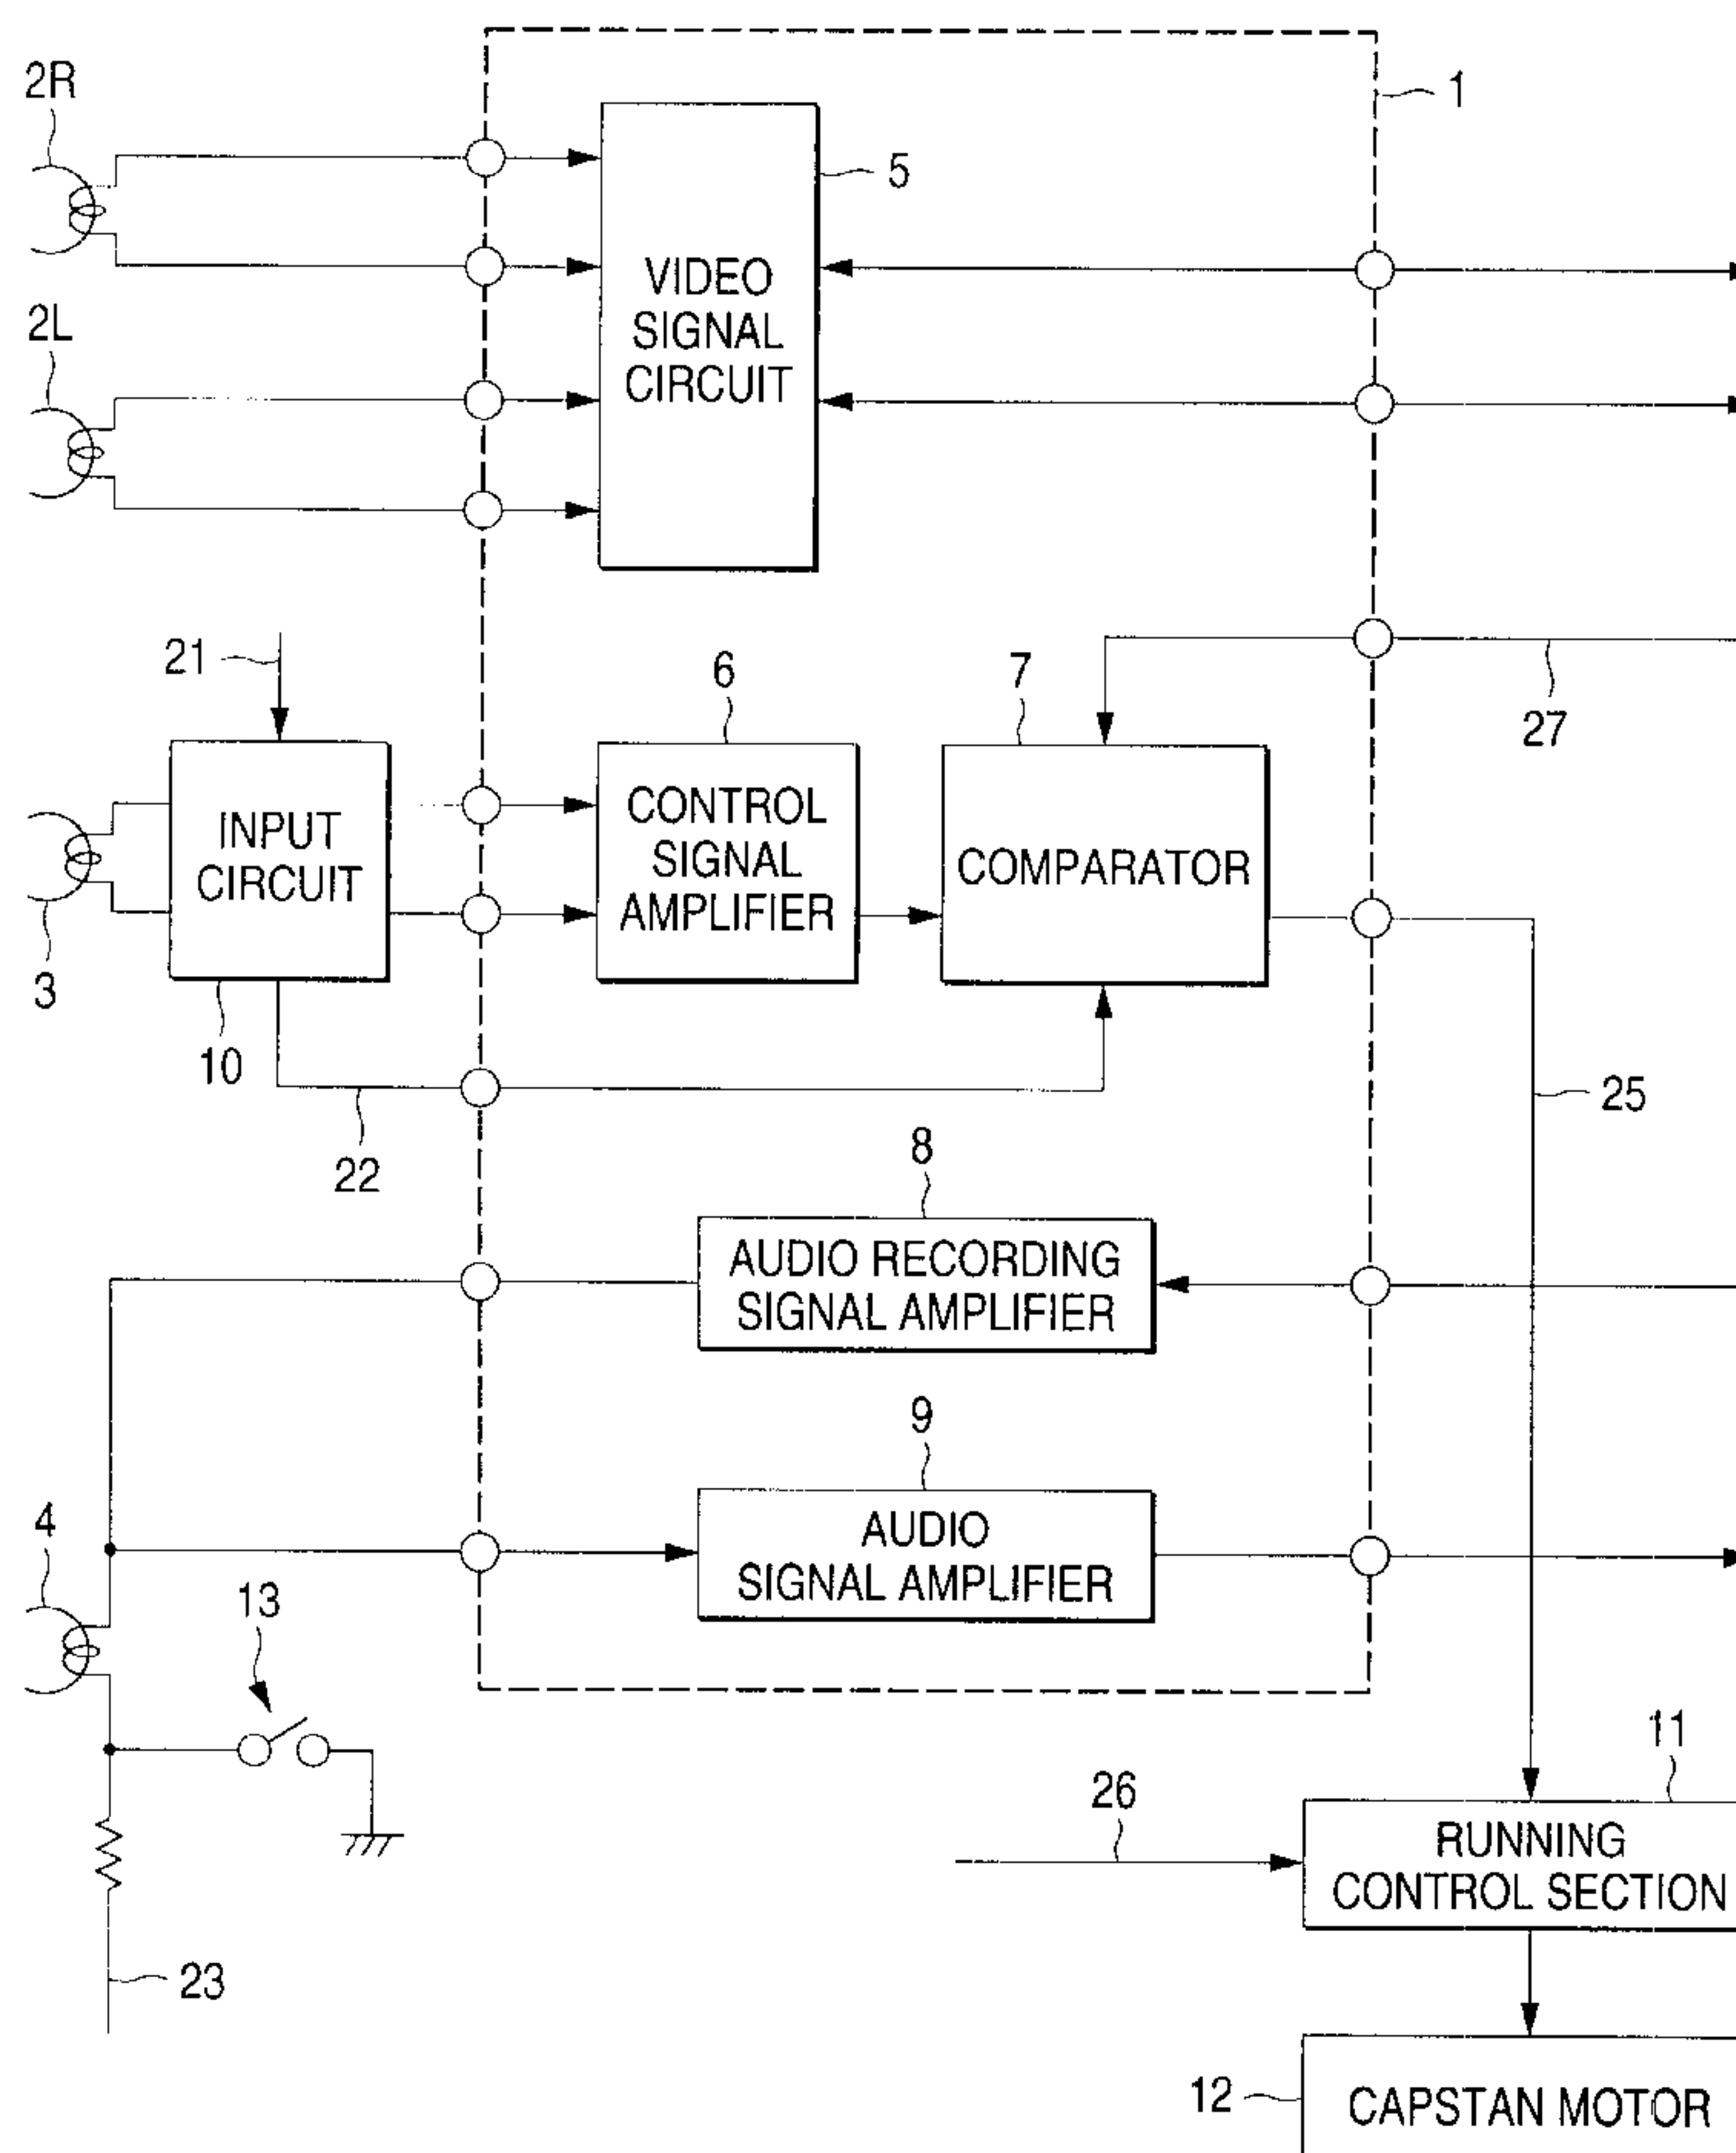 2R
1
5
VIDEO
SIGNAL
CIRCUIT
2L
21
6
7
27
INPUT
CIRCUIT
CONTROL
SIGNAL
AMPLIFIER
COMPARATOR
3
10
22
25
8
AUDIO RECORDING
SIGNAL AMPLIFIER
9
AUDIO
SIGNAL AMPLIFIER
4
13
11
26
RUNNING
CONTROL SECTION
23
12
CAPSTAN MOTOR